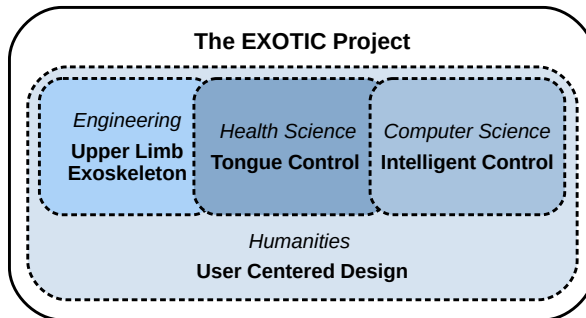 The EXOTIC Project
Engineering
Upper Limb
Exoskeleton
Health Science
Tongue Control
Computer Science
Intelligent Control
Humanities
User Centered Design